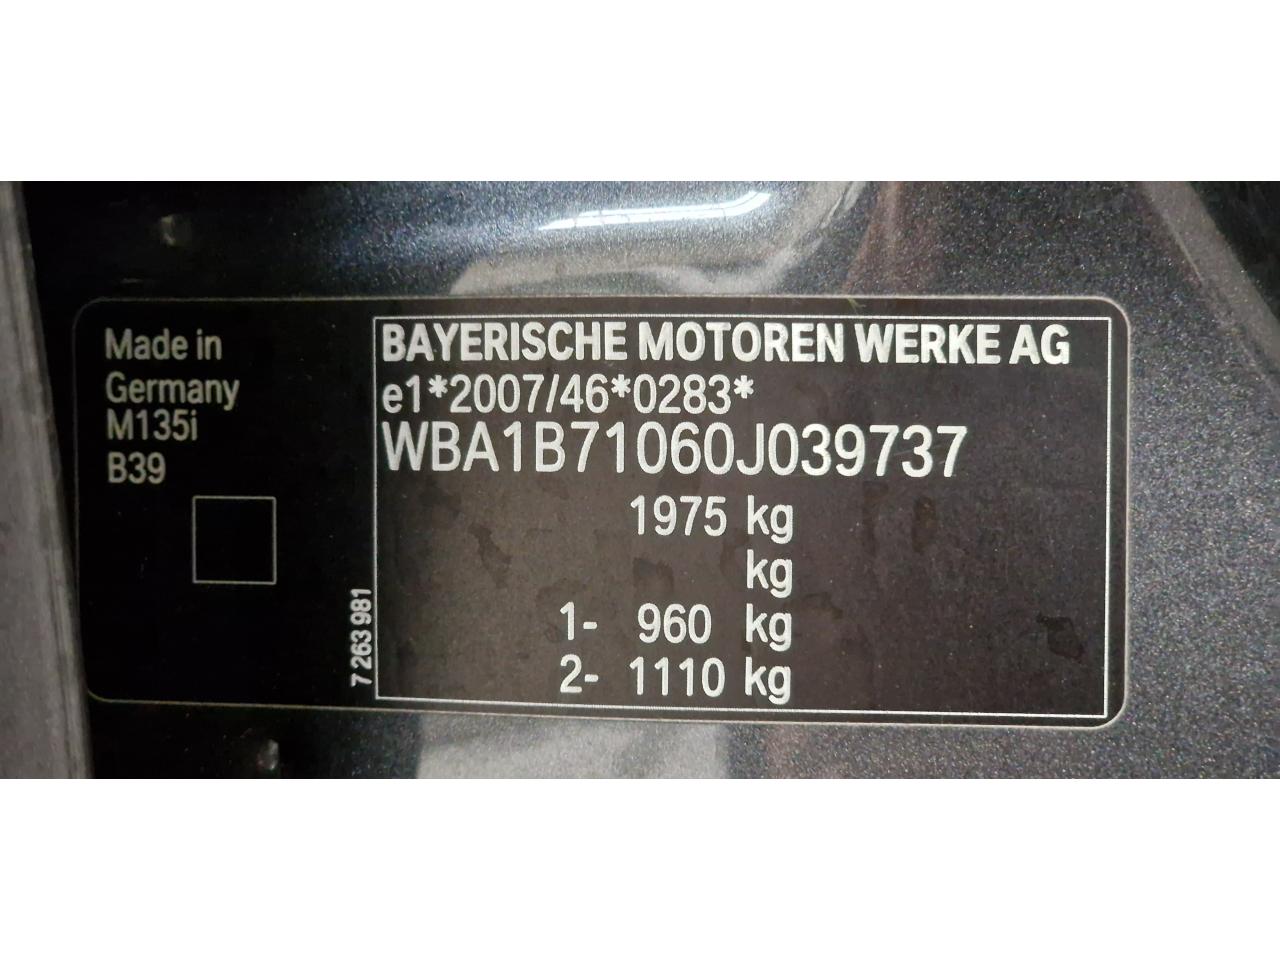 Made in
Germany
M135i
B39
7 263 981
BAYERISCHE MOTOREN WERKE AG
e1*2007/46*0283*
WBA1B71060J039737
1975 kg
kg
1- 960 kg
2- 1110 kg